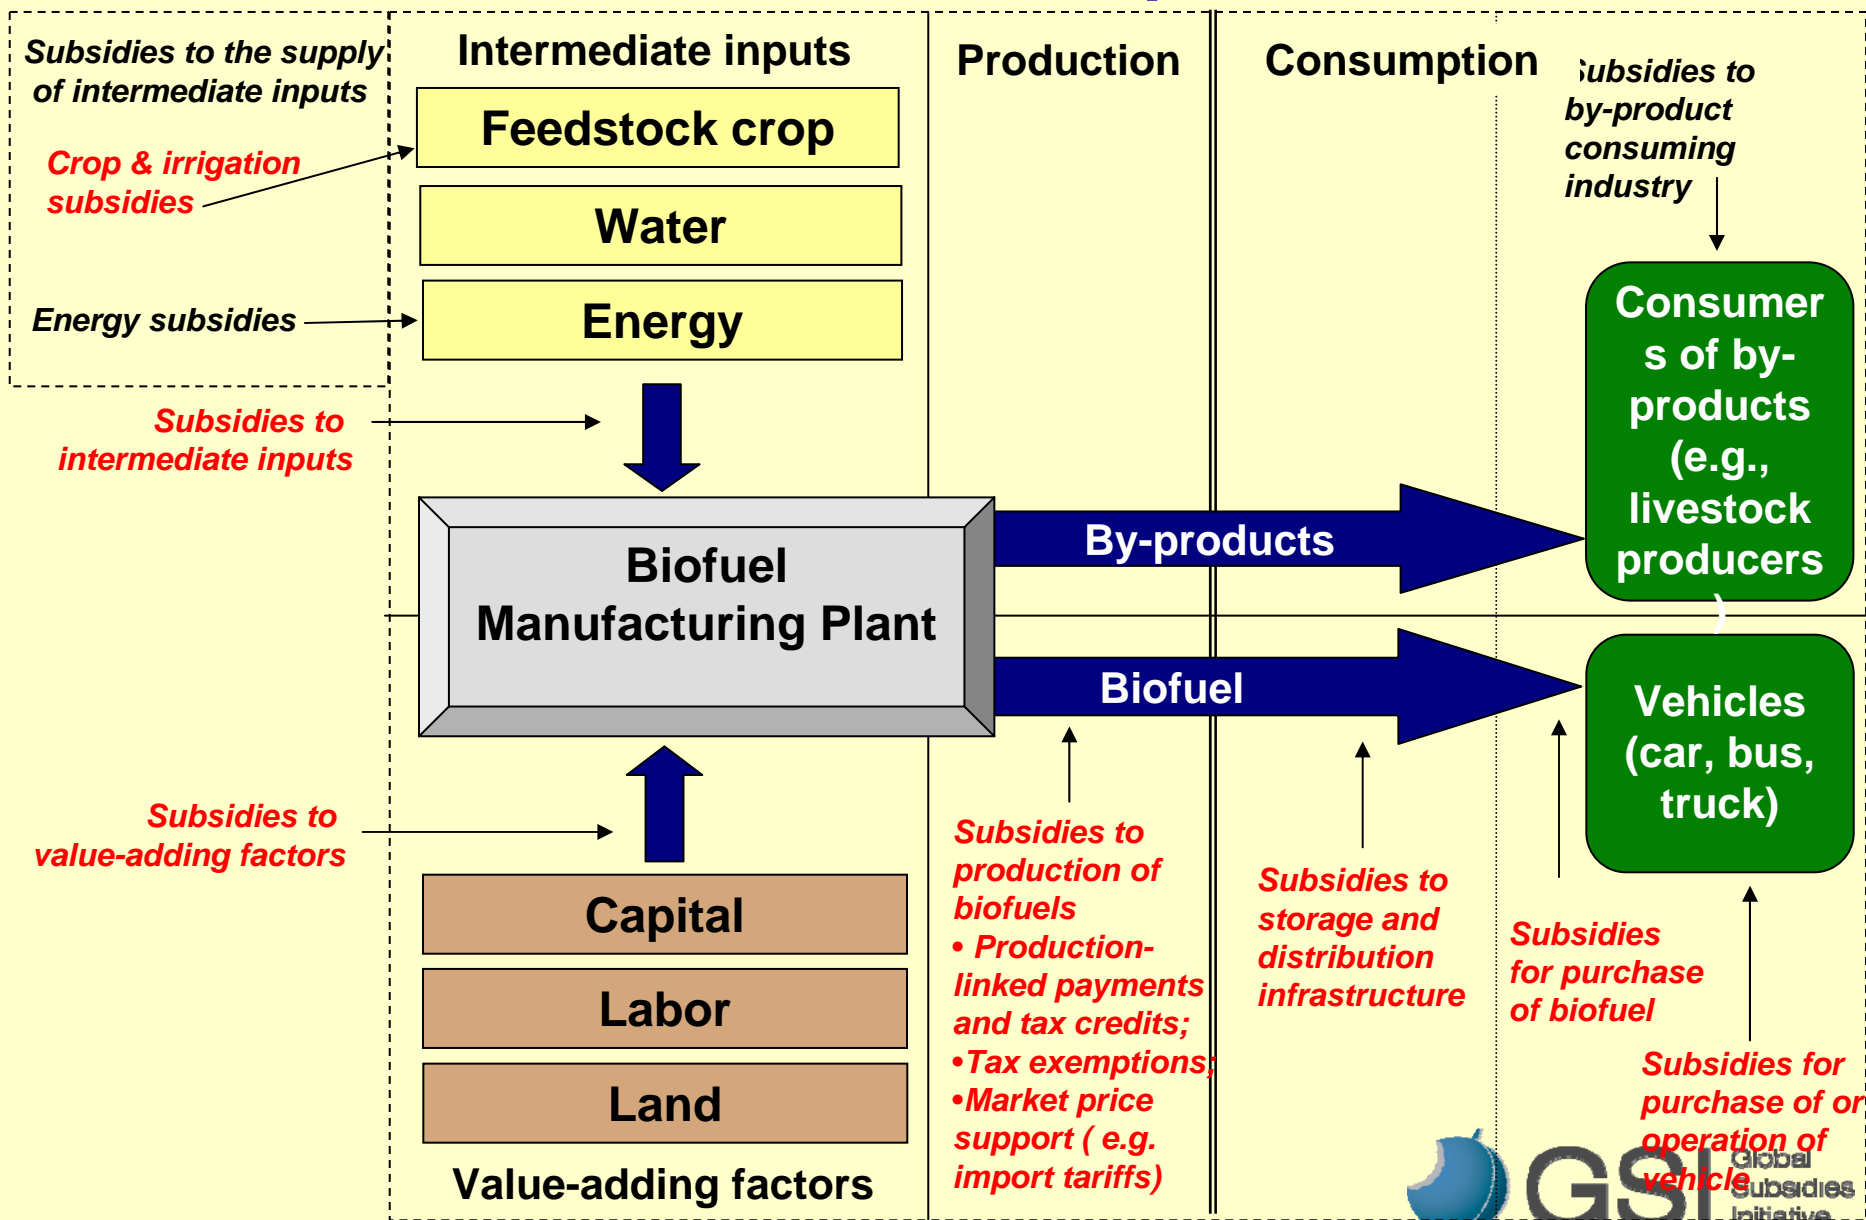 Subsidies to the supply
of intermediate inputs
Crop & irrigation
subsidies
Energy subsidies
Intermediate inputs
Feedstock crop
Water
Energy
Production
Consumption
Subsidies to
by-product
consuming
industry
Consumer
s of by-
products
(e.g.,
livestock
producers
)
Subsidies to
intermediate inputs
Biofuel
Manufacturing Plant
By-products
Biofuel
Vehicles
(car, bus,
truck)
Subsidies to
value-adding factors
Capital
Labor
Land
Value-adding factors
Subsidies to
production of
biofuels
• Production-
linked payments
and tax credits;
•Tax exemptions;
•Market price
support ( e.g.
import tariffs)
Subsidies to
storage and
distribution
infrastructure
Subsidies
for purchase
of biofuel
Subsidies for
purchase of or
operation of
vehicle
GSI
Global
Subsidies
Initiative